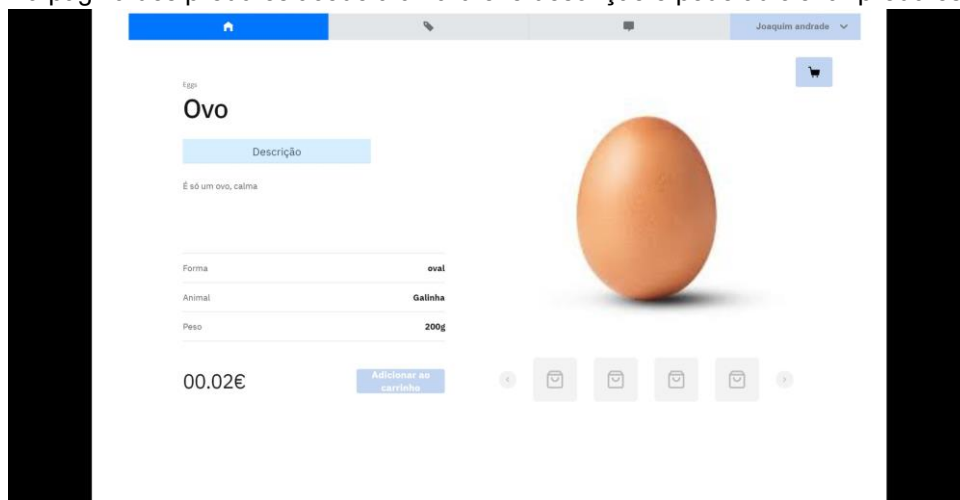 Joaquim andrade
Eggs
Ovo
Descrição
É só um ovo, calma
Forma oval
Animal Galinha
Peso 200g
00.02€
Adicionar ao
carrinho